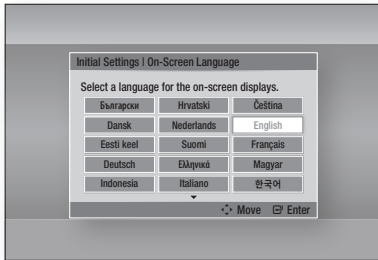 Initial Settings | On-Screen Language
Select a language for the on-screen displays.
Български Hrvatski Čeština
Dansk Nederlands English
Eesti keel Suomi Français
Deutsch Ελληνικά Magyar
Indonesia Italiano 한국어
Move Enter